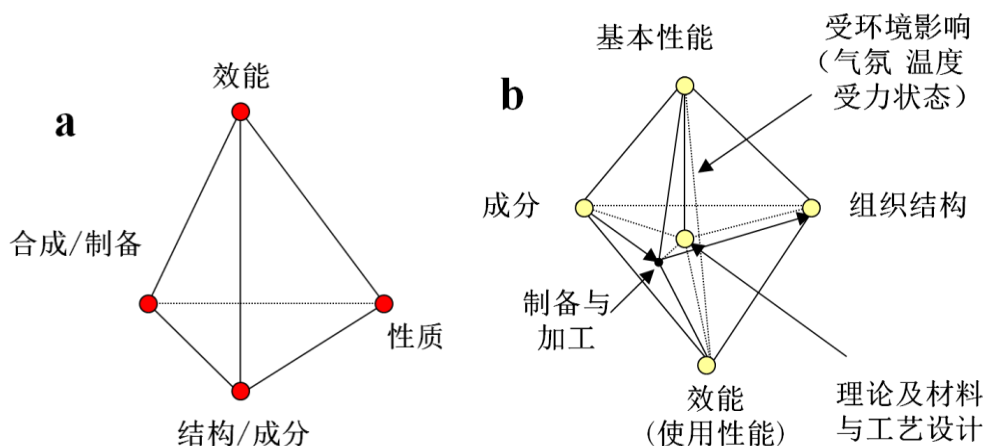 a
效能
合成/制备
性质
结构/成分
b
基本性能
受环境影响
（气氛 温度
受力状态）
成分
组织结构
制备与
加工
效能
(使用性能)
理论及材料
与工艺设计